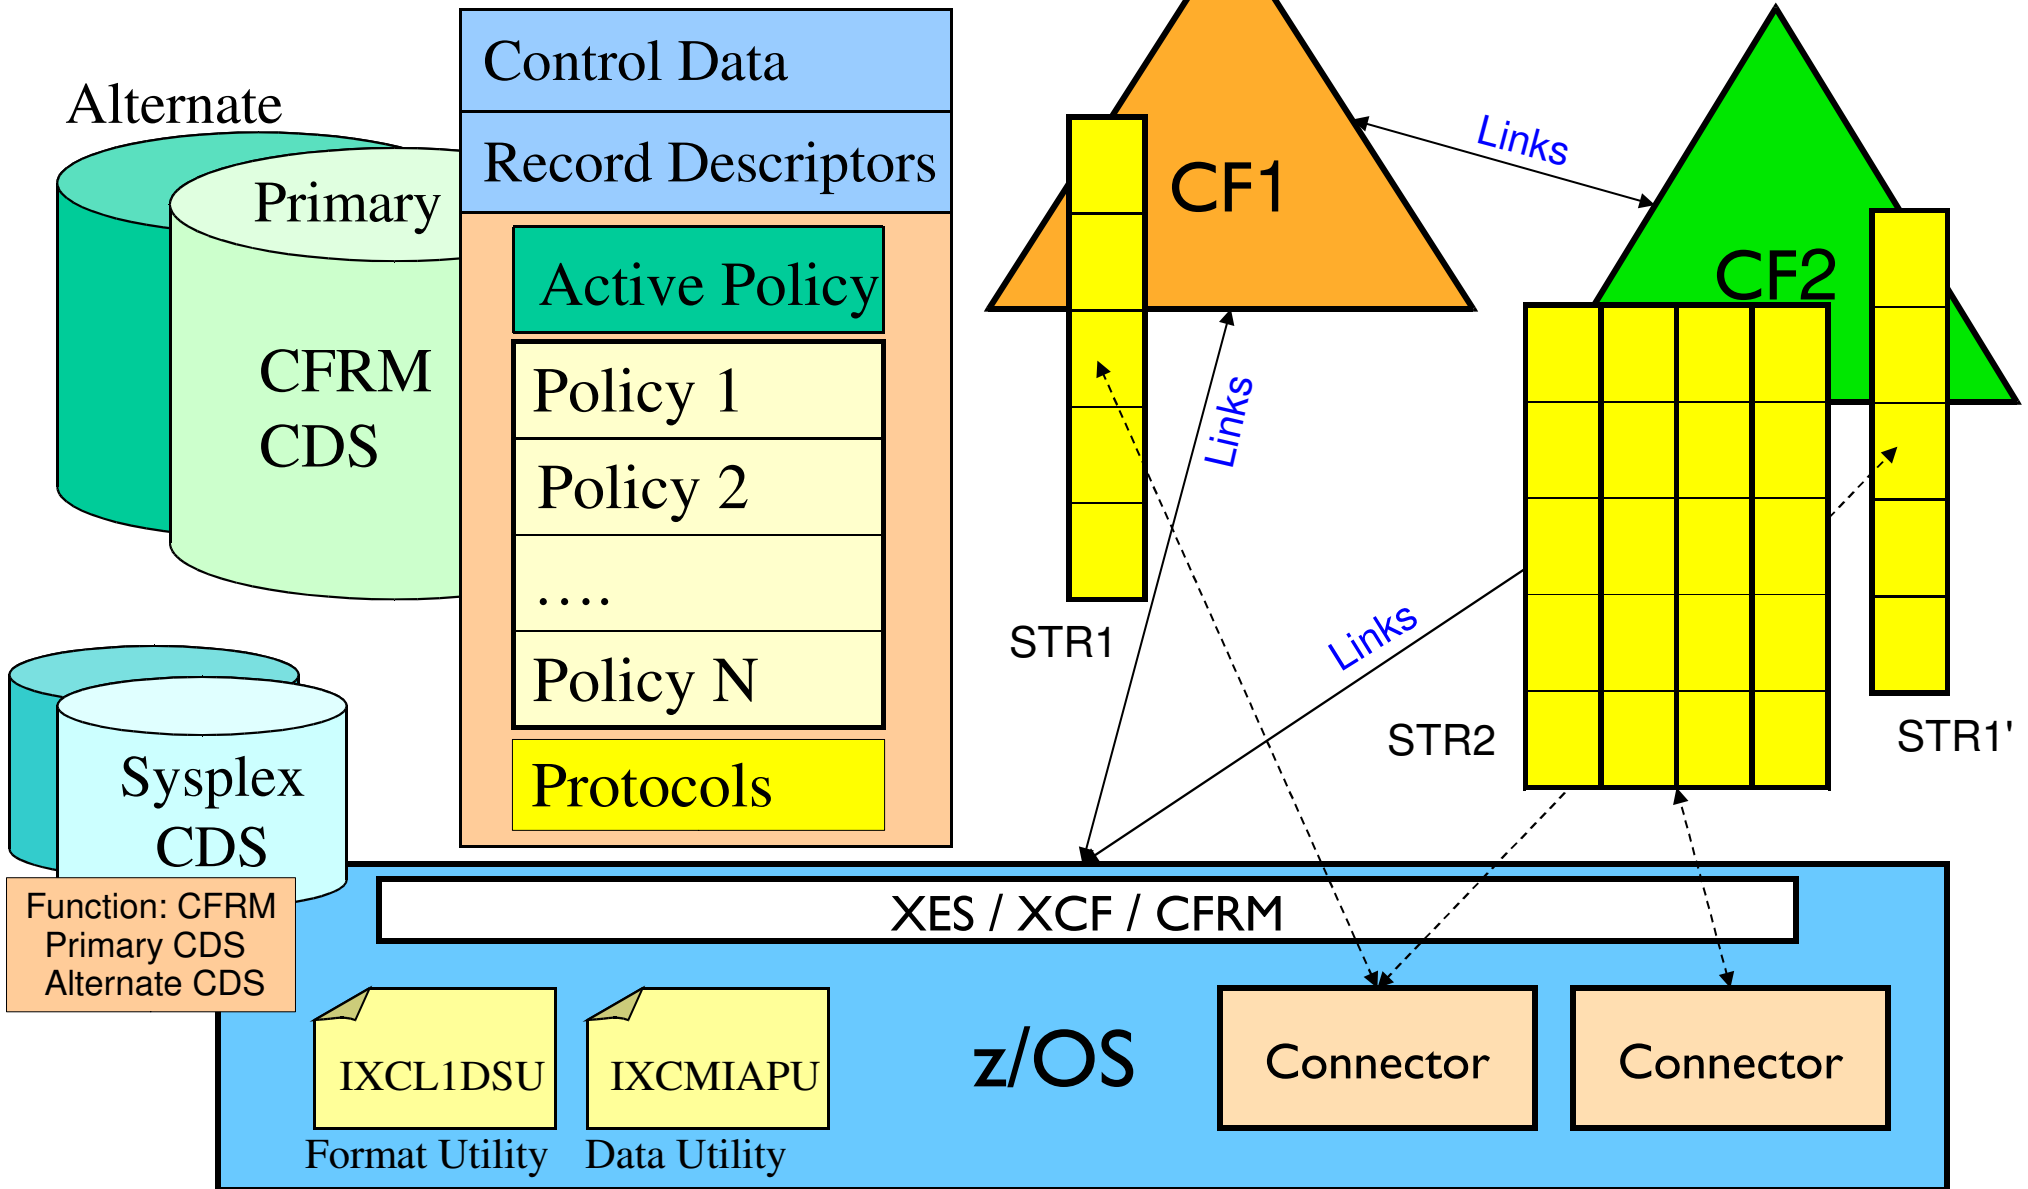 Alternate
Primary
CFRM
CDS
Control Data
Record Descriptors
Active Policy
Policy 1
Policy 2
....
Policy N
Protocols
Sysplex
CDS
Function: CFRM
Primary CDS
Alternate CDS
CF1
Links
CF2
Links
Links
STR1
STR2
STR1'
XES / XCF / CFRM
IXCL1DSU
Format Utility
IXCMIAPU
Data Utility
z/OS
Connector
Connector